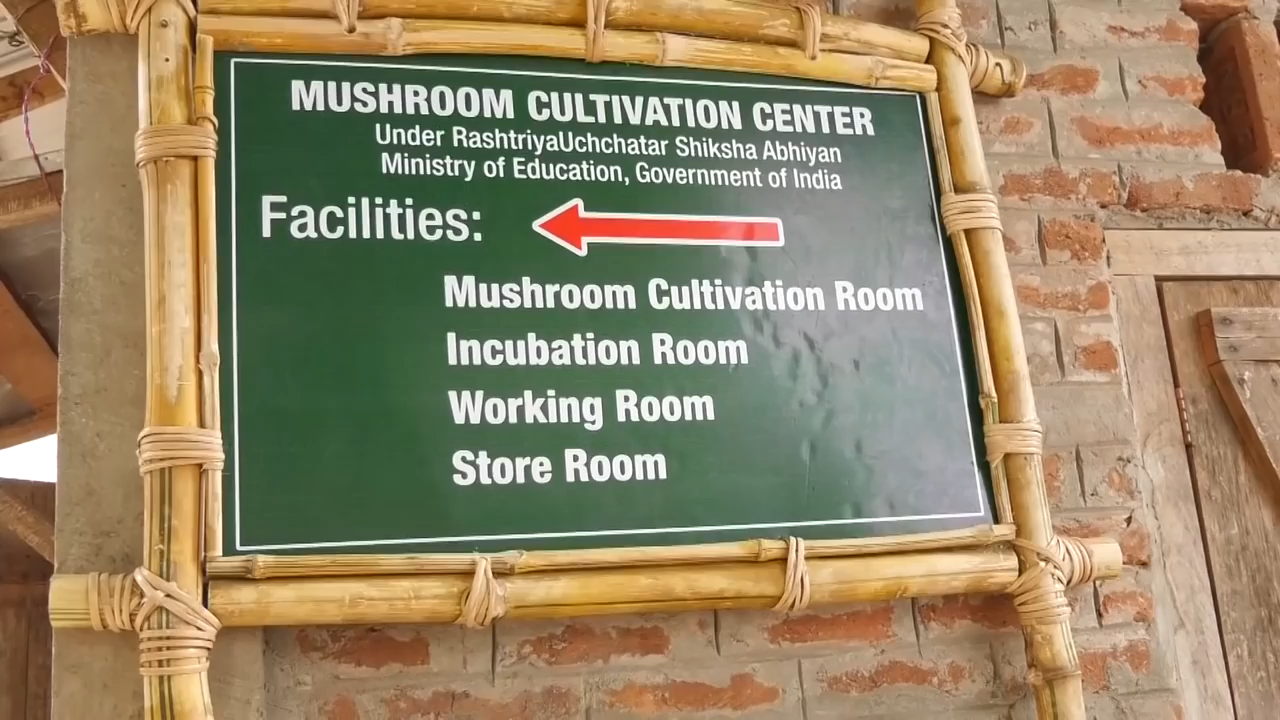 MUSHROOM CULTIVATION CENTER
Under RashtriyaUchchatar Shiksha Abhiyan
Ministry of Education, Government of India
Facilities:
Mushroom Cultivation Room
Incubation Room
Working Room
Store Room